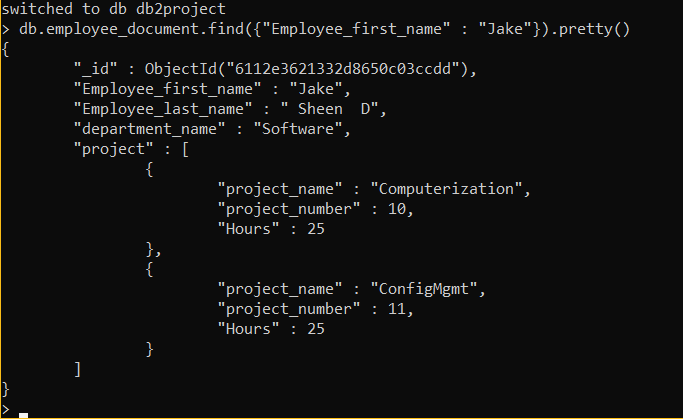 switched to db db2project
> db.employee_document.find({"Employee_first_name" : "Jake"}).pretty()
{
        "_id" : ObjectId("6112e3621332d8650c03ccdd"),
        "Employee_first_name" : "Jake",
        "Employee_last_name" : " Sheen  D",
        "department_name" : "Software",
        "project" : [
                {
                        "project_name" : "Computerization",
                        "project_number" : 10,
                        "Hours" : 25
                },
                {
                        "project_name" : "ConfigMgmt",
                        "project_number" : 11,
                        "Hours" : 25
                }
        ]
}
>